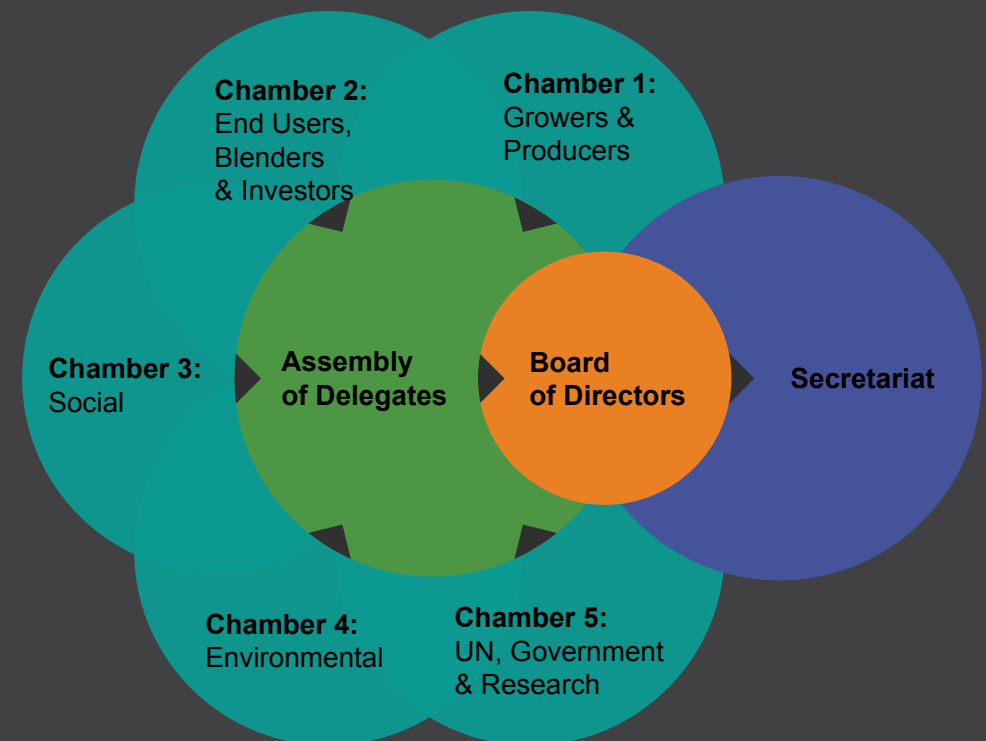 Chamber 2:
End Users,
Blenders
& Investors
Chamber 1:
Growers &
Producers
Chamber 3:
Social
Assembly
of Delegates
Board
of Directors
Secretariat
Chamber 4:
Environmental
Chamber 5:
UN, Government
& Research